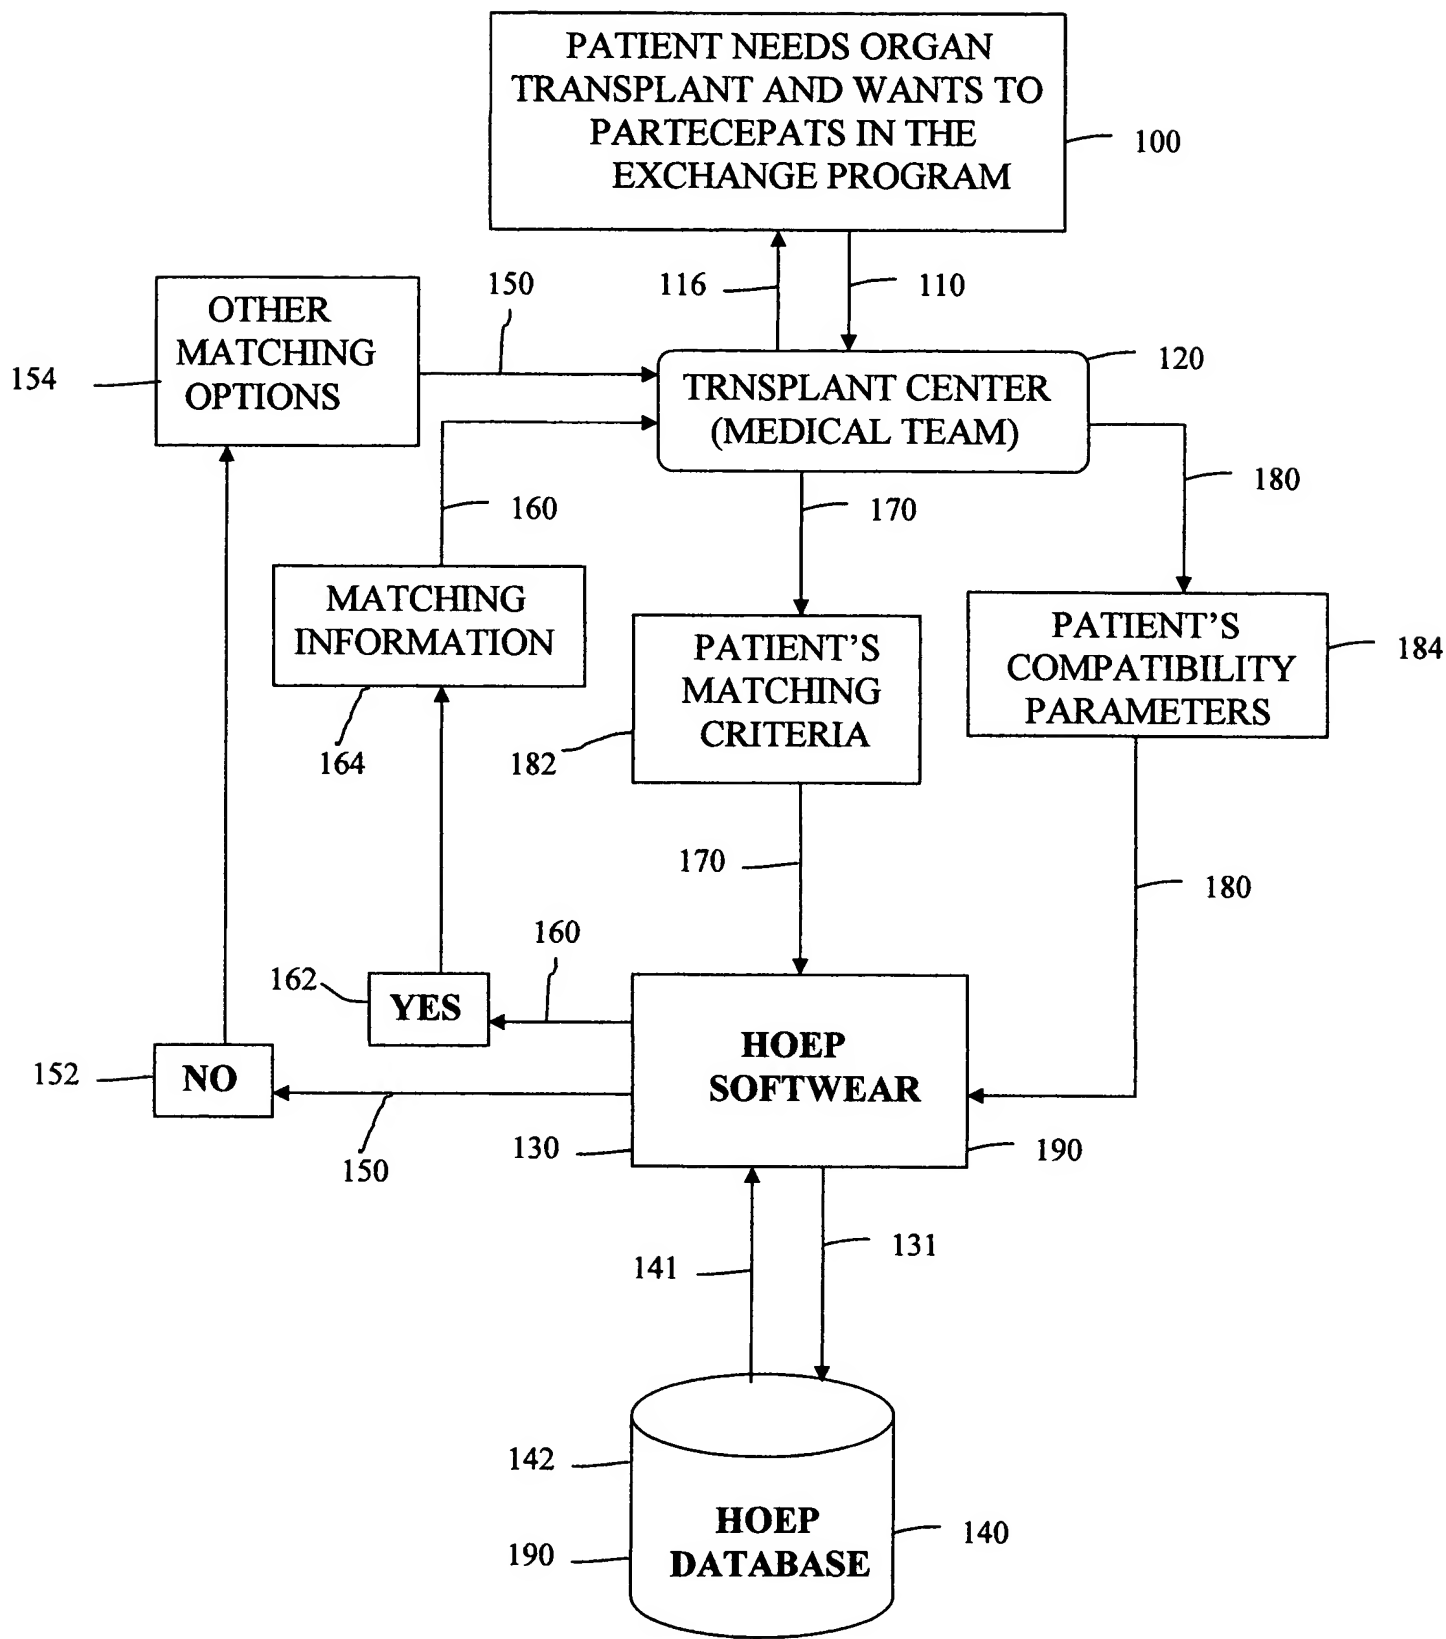 PATIENT NEEDS ORGAN
TRANSPLANT AND WANTS TO
PARTECEPATS IN THE
EXCHANGE PROGRAM
100
116
110
150
OTHER
MATCHING
OPTIONS
154
120
TRNSPLANT CENTER
(MEDICAL TEAM)
160
170
180
MATCHING
INFORMATION
164
PATIENT'S
MATCHING
CRITERIA
182
PATIENT'S
COMPATIBILITY
PARAMETERS
184
170
180
160
162
YES
152
NO
150
HOEP
SOFTWEAR
130
190
141
131
142
190
HOEP
DATABASE
140